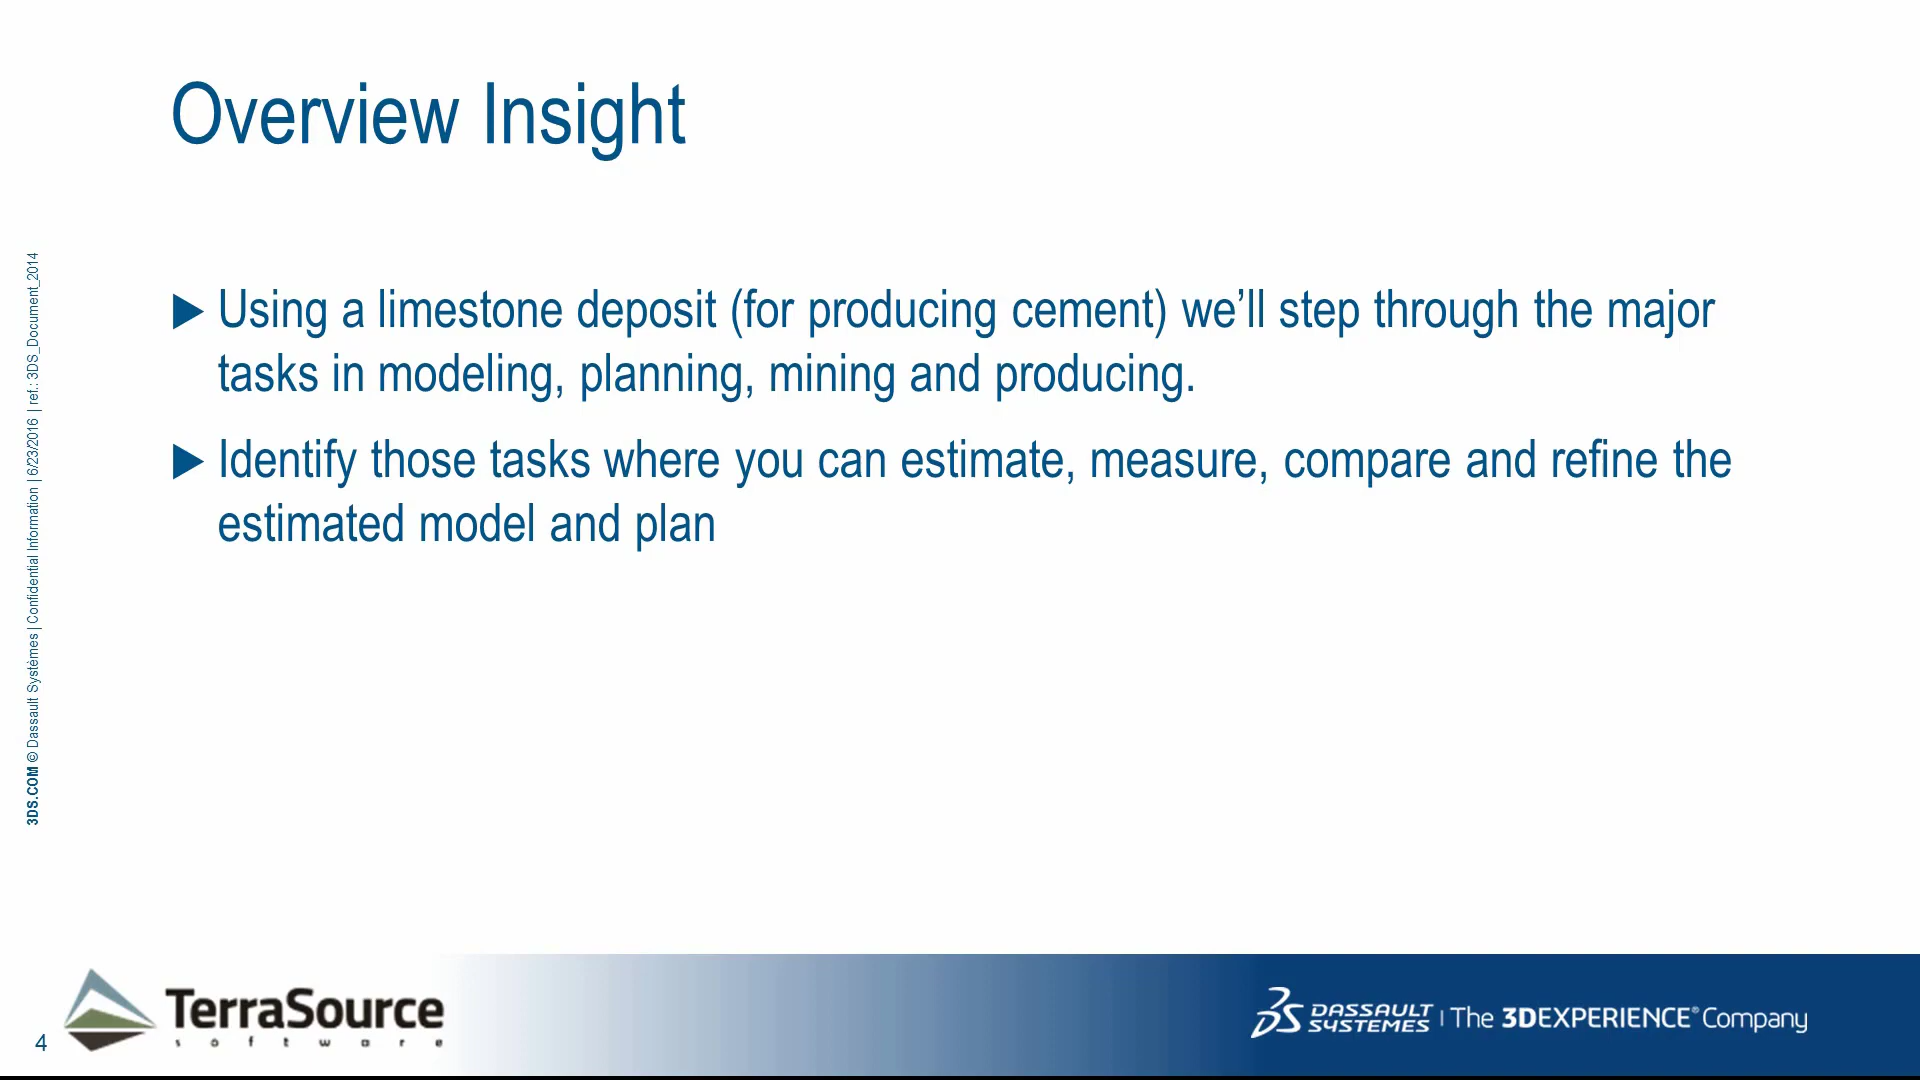 Overview Insight
▶ Using a limestone deposit (for producing cement) we’ll step through the major
tasks in modeling, planning, mining and producing.
▶ Identify those tasks where you can estimate, measure, compare and refine the
estimated model and plan
3DS.COM © Dassault Systèmes | Confidential Information | 6/23/2016 | ref.: 3DS_Document_2014
4
TerraSource
software
DASSAULT
SYSTEMES | The 3DEXPERIENCE® Company